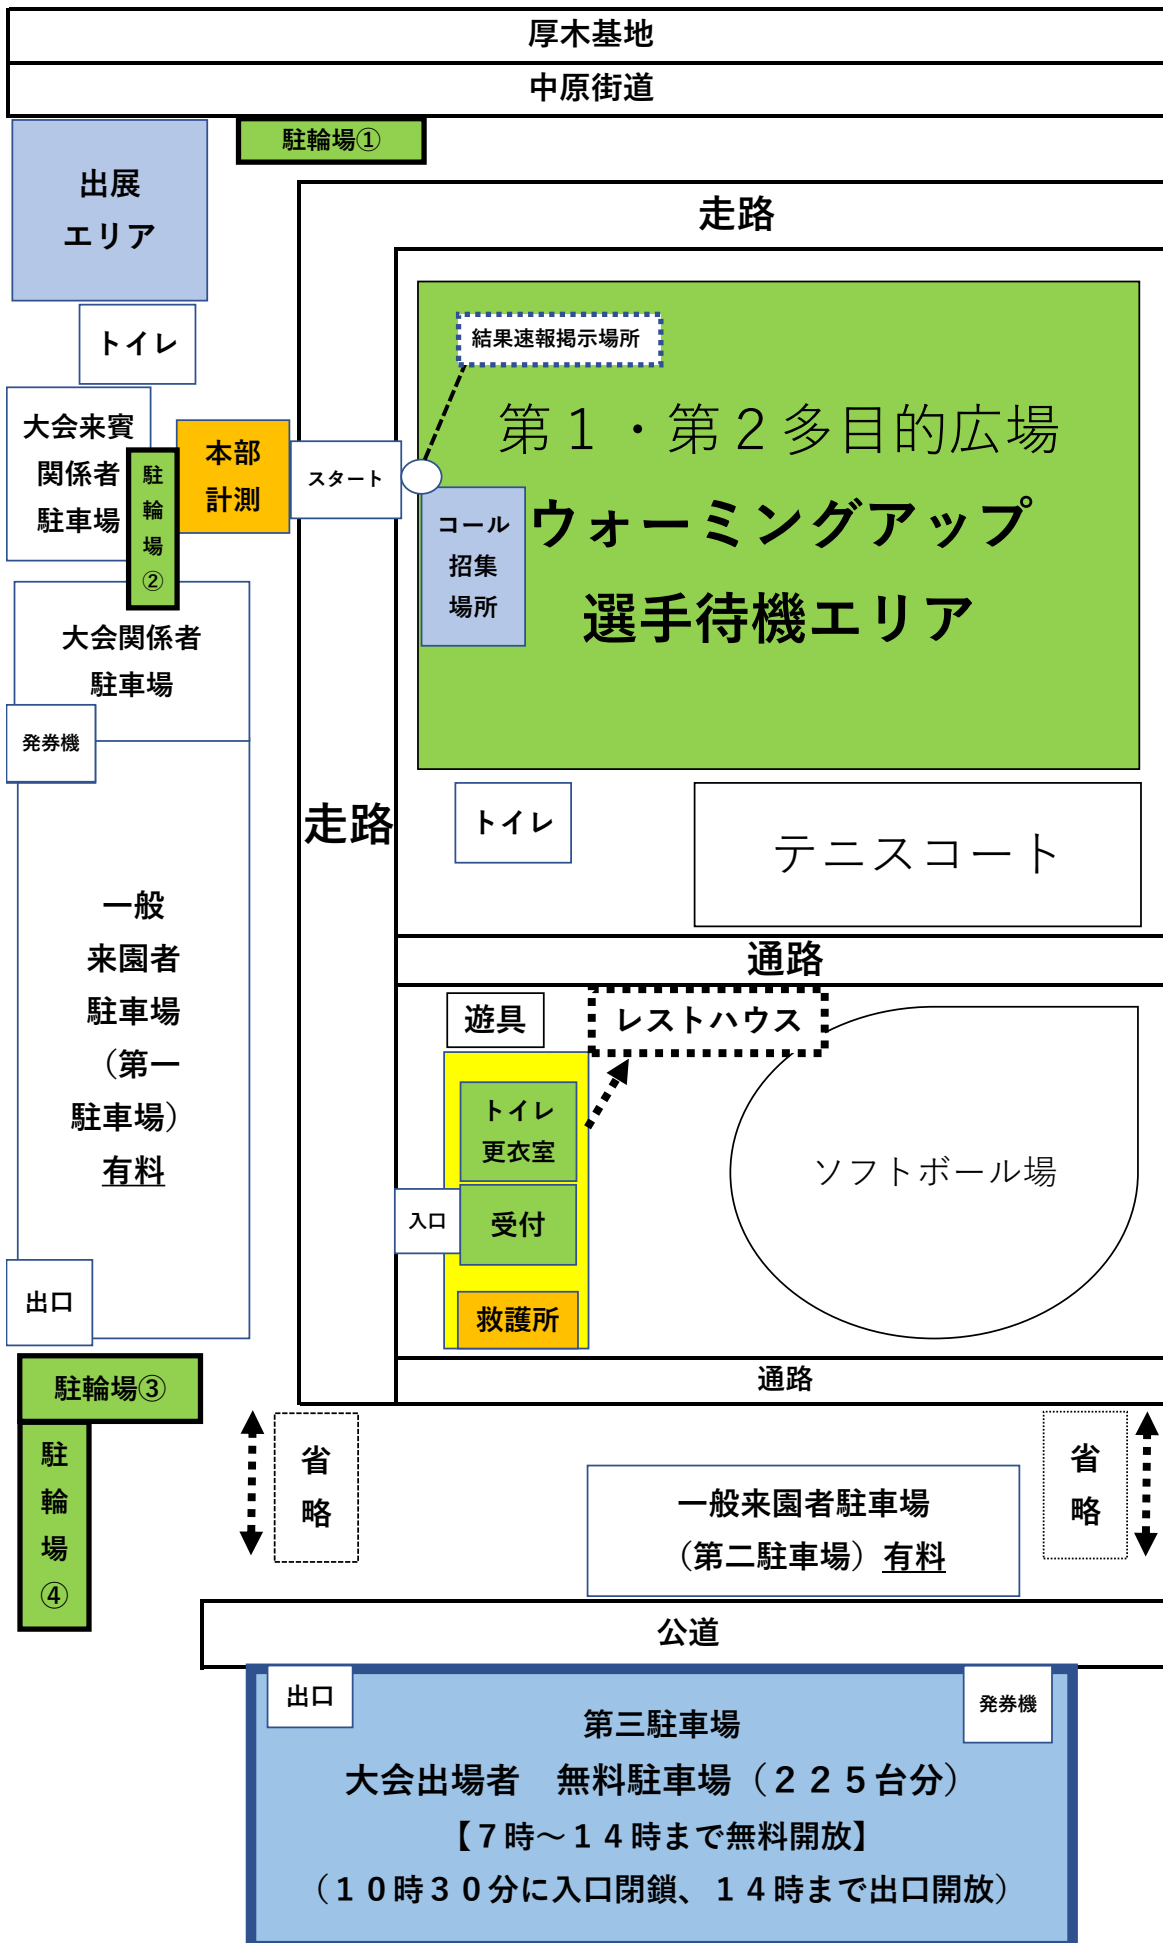 厚木基地
中原街道
駐輪場①
出展
エリア
走路
トイレ
結果速報掲示場所
第１・第２多目的広場
ウォーミングアップ
選手待機エリア
大会来賓
関係者
駐車場
駐
輪
場
②
本部
計測
スタート
コール
招集
場所
大会関係者
駐車場
発券機
走路
トイレ
テニスコート
一般
来園者
駐車場
（第一
駐車場）
有料
通路
遊具
レストハウス
トイレ
更衣室
入口
受付
救護所
ソフトボール場
出口
通路
駐輪場③
駐
輪
場
④
省
略
一般来園者駐車場
（第二駐車場）有料
省
略
公道
出口
発券機
第三駐車場
大会出場者　無料駐車場（２２５台分）
【７時～１４時まで無料開放】
（１０時３０分に入口閉鎖、１４時まで出口開放）